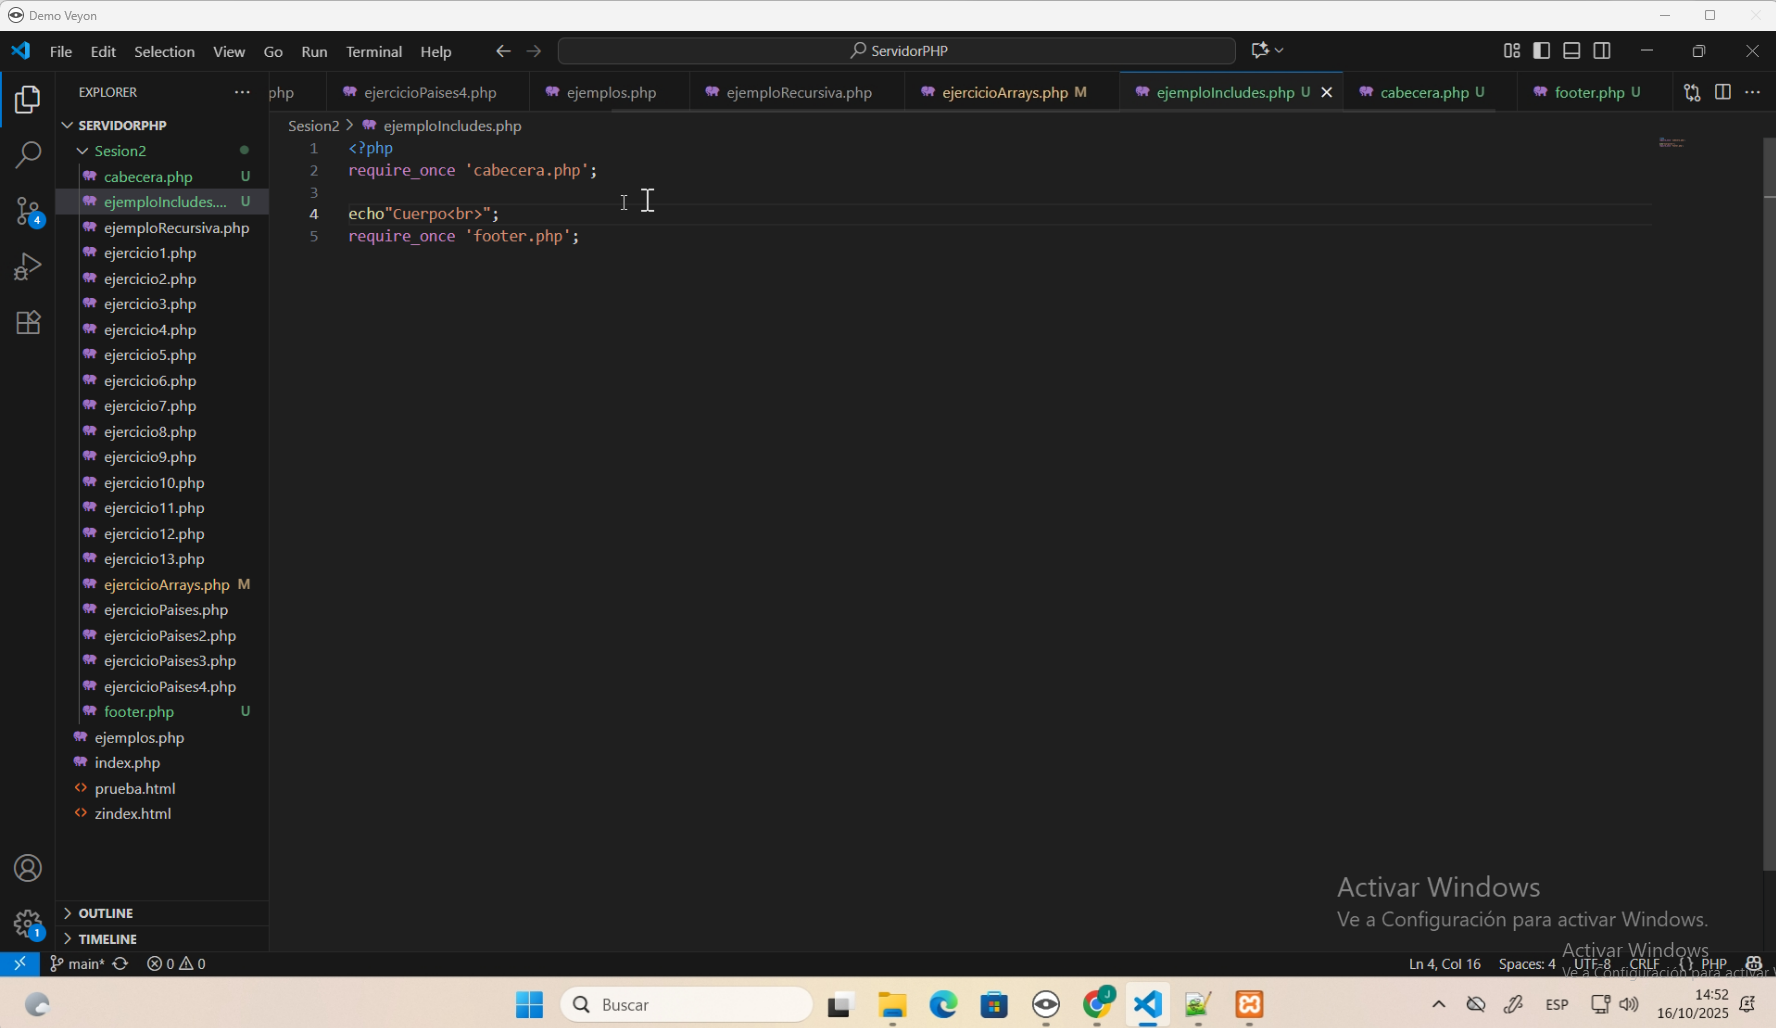 Demo Veyon
File Edit Selection View Go Run Terminal Help
ServidorPHP
EXPLORER
php
ejercicioPaises4.php
ejemplos.php
ejemploRecursiva.php
ejercicioArrays.php M
ejemploIncludes.php U
cabecera.php U
footer.php U
SERVIDORPHP
Sesion2
cabecera.php U
ejemploIncludes.... U
ejemploRecursiva.php
ejercicio1.php
ejercicio2.php
ejercicio3.php
ejercicio4.php
ejercicio5.php
ejercicio6.php
ejercicio7.php
ejercicio8.php
ejercicio9.php
ejercicio10.php
ejercicio11.php
ejercicio12.php
ejercicio13.php
ejercicioArrays.php M
ejercicioPaises.php
ejercicioPaises2.php
ejercicioPaises3.php
ejercicioPaises4.php
footer.php U
ejemplos.php
index.php
prueba.html
zindex.html
OUTLINE
TIMELINE
4
1
Sesion2 > ejemploIncludes.php
1 <?php
2 require_once 'cabecera.php';
3
4 echo"Cuerpo<br>";
5 require_once 'footer.php';
Activar Windows
Ve a Configuración para activar Windows.
Activar Windows
Ve a Configuración para activar W
main* 0 0
Ln 4, Col 16 Spaces: 4 UTF-8 CRLF {} PHP
Buscar
J
ESP
14:52
16/10/2025